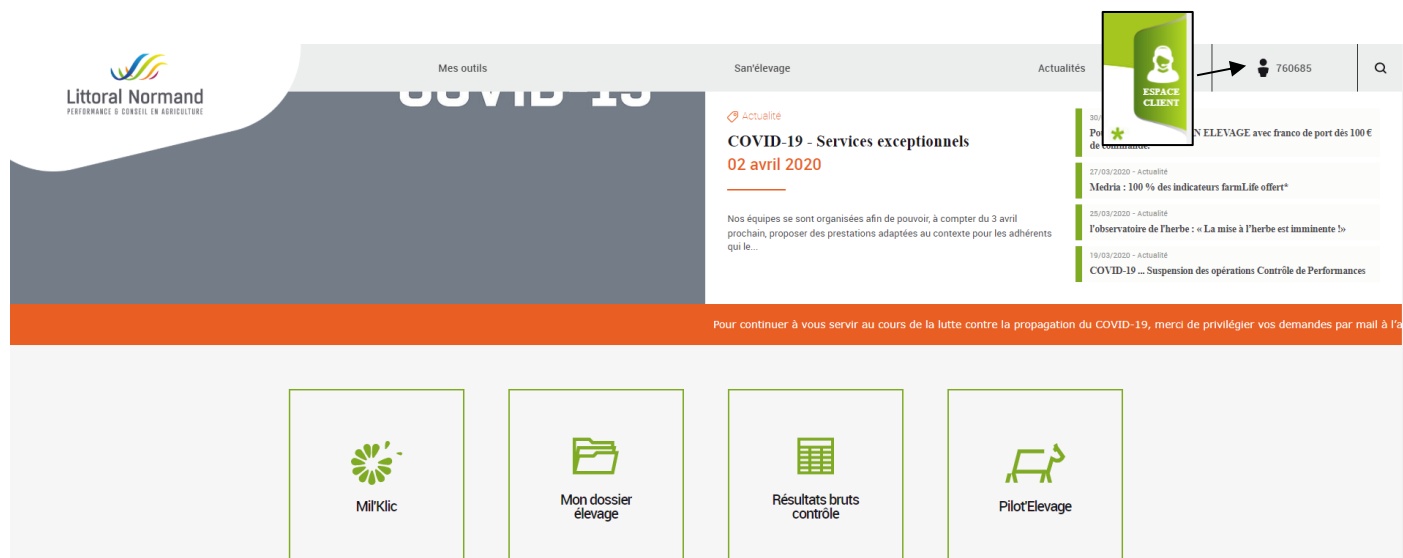 Littoral Normand
PERFORMANCE & CONSEIL EN AGRICULTURE
Mes outils
San'élevage
Actualités
ESPACE
CLIENT
760685
COVID-19
Actualité
COVID-19 - Services exceptionnels
02 avril 2020
Nos équipes se sont organisées afin de pouvoir, à compter du 3 avril
prochain, proposer des prestations adaptées au contexte pour les adhérents
qui le...
30/
ELEVAGE avec franco de port dès 100 €
de commande.
27/03/2020 - Actualité
Medria : 100 % des indicateurs farmLife offert*
25/03/2020 - Actualité
l'observatoire de l'herbe : « La mise à l'herbe est imminente !»
19/03/2020 - Actualité
COVID-19 ... Suspension des opérations Contrôle de Performances
Pour continuer à vous servir au cours de la lutte contre la propagation du COVID-19, merci de privilégier vos demandes par mail à l'a
Mil'Klic
Mon dossier
élevage
Résultats bruts
contrôle
Pilot'Elevage